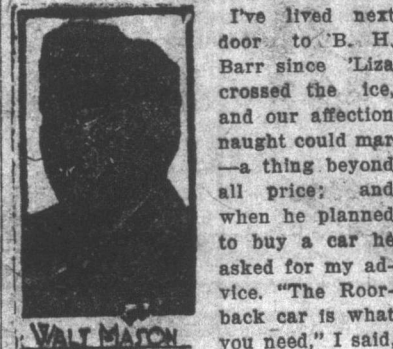 I've lived next
door to B. H.
Barr since 'Liza
crossed the ice,
and our affection
naught could mar
—a thing beyond
all price; and
when he planned
to buy a car he
asked for my ad-
vice. "The Roor-
back car is what
you need," I said,
WALT MASON